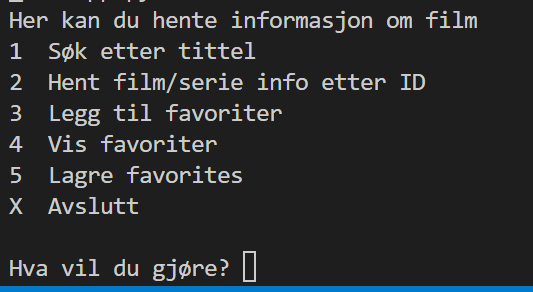 Her kan du hente informasjon om film
1 Søk etter tittel
2 Hent film/serie info etter ID
3 Legg til favoriter
4 Vis favoriter
5 Lagre favorites
X Avslutt
Hva vil du gjøre?